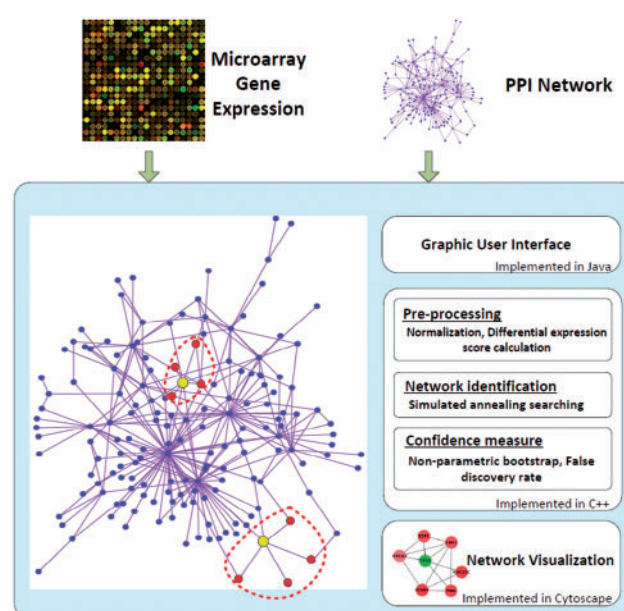 Microarray
Gene
Expression
PPI Network
Graphic User Interface
Implemented in Java
Pre-processing
Normalization, Differential expression
score calculation
Network identification
Simulated annealing searching
Confidence measure
Non-parametric bootstrap, False
discovery rate
Implemented in C++
Network Visualization
Implemented in Cytoscape